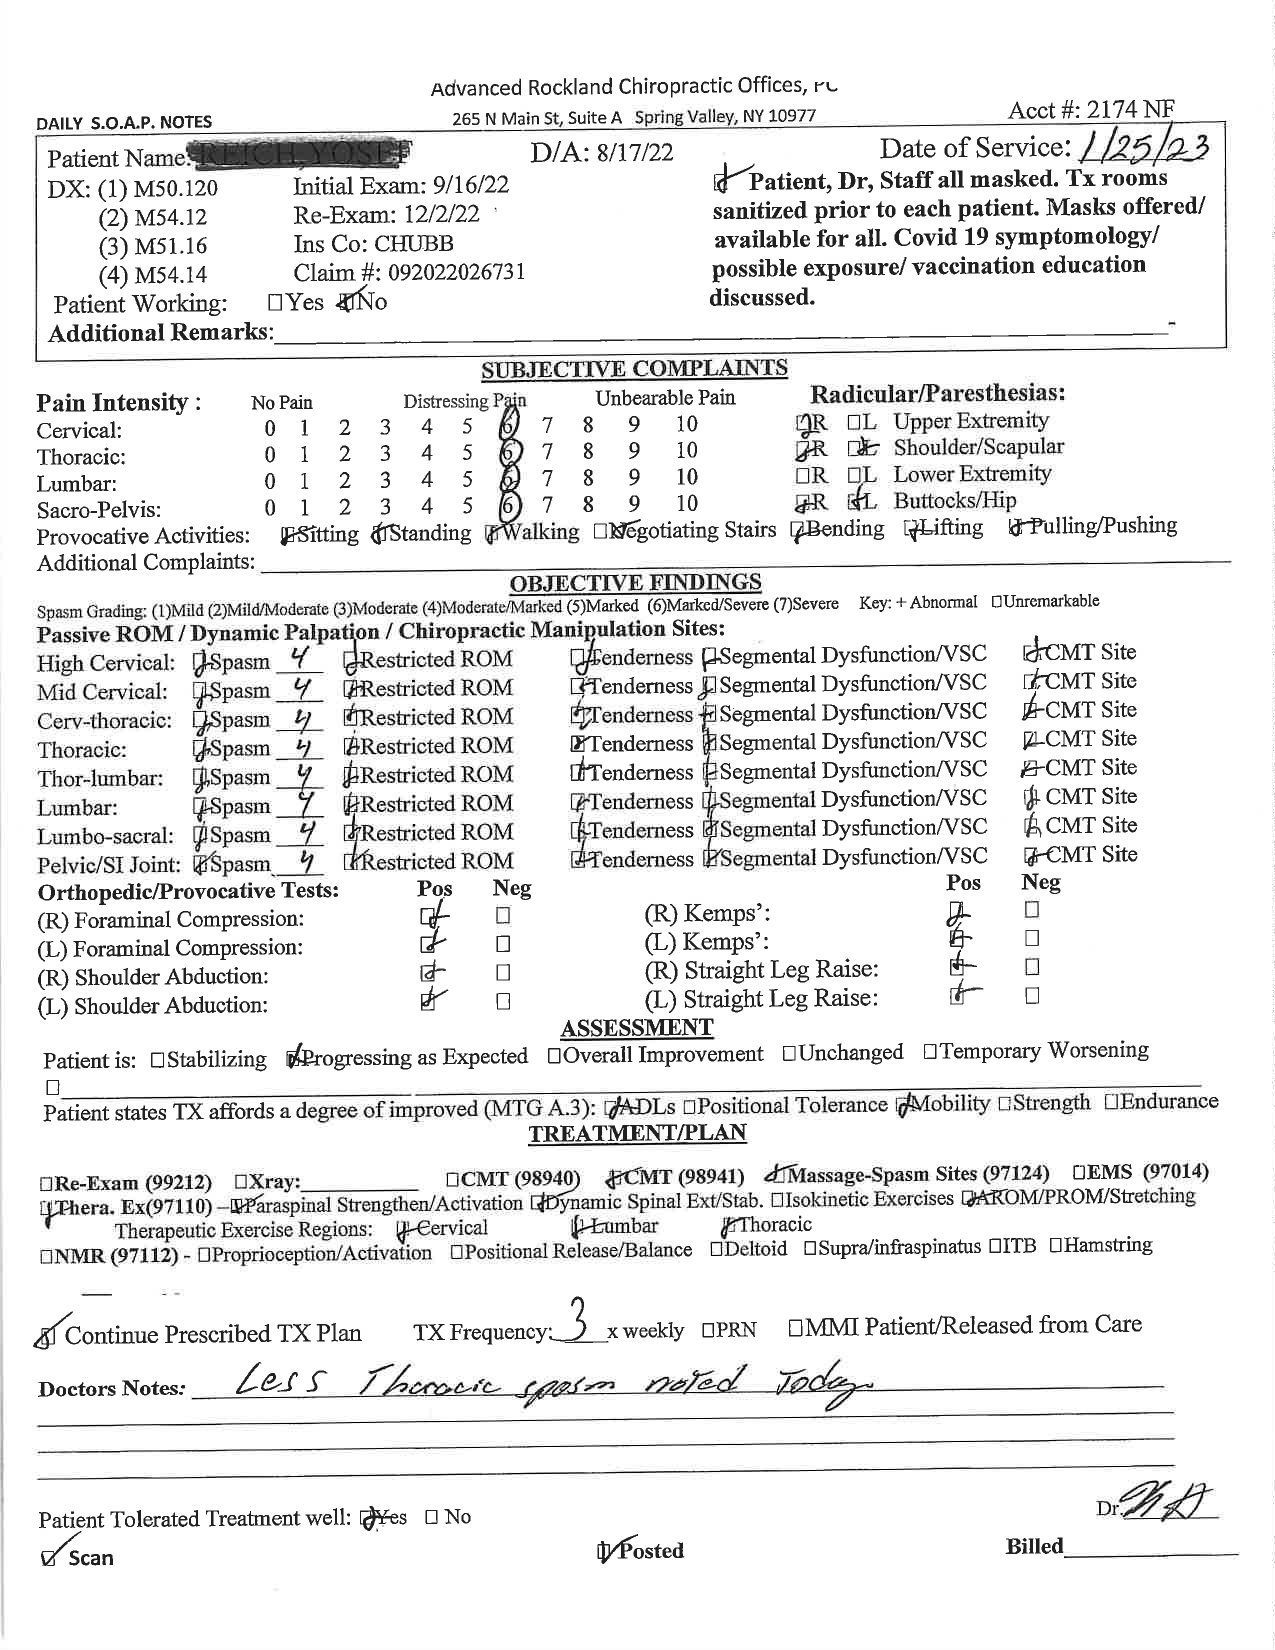 Advanced Rockland Chiropractic Offices, PC
DAILY S.O.A.P. NOTES 265 N Main St, Suite A Spring Valley, NY 10977 Acct #: 2174 NF
Patient Name: D/A: 8/17/22 Date of Service: 1/25/23
DX: (1) M50.120 Initial Exam: 9/16/22 ☑ Patient, Dr, Staff all masked. Tx rooms
(2) M54.12 Re-Exam: 12/2/22 sanitized prior to each patient. Masks offered/
(3) M51.16 Ins Co: CHUBB available for all. Covid 19 symptomology/
(4) M54.14 Claim #: 092022026731 possible exposure/ vaccination education
Patient Working: ☐Yes ☑No discussed.
Additional Remarks:
SUBJECTIVE COMPLAINTS
Pain Intensity : No Pain Distressing Pain Unbearable Pain Radicular/Paresthesias:
Cervical: 0 1 2 3 4 5 6 7 8 9 10 ☑R ☐L Upper Extremity
Thoracic: 0 1 2 3 4 5 6 7 8 9 10 ☑R ☑L Shoulder/Scapular
Lumbar: 0 1 2 3 4 5 6 7 8 9 10 ☐R ☐L Lower Extremity
Sacro-Pelvis: 0 1 2 3 4 5 6 7 8 9 10 ☑R ☑L Buttocks/Hip
Provocative Activities: ☑Sitting ☑Standing ☑Walking ☐Negotiating Stairs ☑Bending ☑Lifting ☑Pulling/Pushing
Additional Complaints:
OBJECTIVE FINDINGS
Spasm Grading: (1)Mild (2)Mild/Moderate (3)Moderate (4)Moderate/Marked (5)Marked (6)Marked/Severe (7)Severe Key: + Abnormal ☐Unremarkable
Passive ROM / Dynamic Palpation / Chiropractic Manipulation Sites:
High Cervical: ☑Spasm 4 ☑Restricted ROM ☑Tenderness ☑Segmental Dysfunction/VSC ☑CMT Site
Mid Cervical: ☑Spasm 4 ☑Restricted ROM ☑Tenderness ☑Segmental Dysfunction/VSC ☑CMT Site
Cerv-thoracic: ☑Spasm 4 ☑Restricted ROM ☑Tenderness ☑Segmental Dysfunction/VSC ☑CMT Site
Thoracic: ☑Spasm 4 ☑Restricted ROM ☑Tenderness ☑Segmental Dysfunction/VSC ☑CMT Site
Thor-lumbar: ☑Spasm 4 ☑Restricted ROM ☑Tenderness ☑Segmental Dysfunction/VSC ☑CMT Site
Lumbar: ☑Spasm 4 ☑Restricted ROM ☑Tenderness ☑Segmental Dysfunction/VSC ☑CMT Site
Lumbo-sacral: ☑Spasm 4 ☑Restricted ROM ☑Tenderness ☑Segmental Dysfunction/VSC ☑CMT Site
Pelvic/SI Joint: ☑Spasm 4 ☑Restricted ROM ☑Tenderness ☑Segmental Dysfunction/VSC ☑CMT Site
Orthopedic/Provocative Tests: Pos Neg Pos Neg
(R) Foraminal Compression: ☑ ☐ (R) Kemps': ☑ ☐
(L) Foraminal Compression: ☑ ☐ (L) Kemps': ☑ ☐
(R) Shoulder Abduction: ☑ ☐ (R) Straight Leg Raise: ☑ ☐
(L) Shoulder Abduction: ☑ ☐ (L) Straight Leg Raise: ☑ ☐
ASSESSMENT
Patient is: ☐Stabilizing ☑Progressing as Expected ☐Overall Improvement ☐Unchanged ☐Temporary Worsening
☐
Patient states TX affords a degree of improved (MTG A.3): ☑ADLs ☐Positional Tolerance ☑Mobility ☐Strength ☐Endurance
TREATMENT/PLAN
☐Re-Exam (99212) ☐Xray: ☐CMT (98940) ☑CMT (98941) ☑Massage-Spasm Sites (97124) ☐EMS (97014)
☑Thera. Ex(97110) – ☑Paraspinal Strengthen/Activation ☑Dynamic Spinal Ext/Stab. ☐Isokinetic Exercises ☑AROM/PROM/Stretching
Therapeutic Exercise Regions: ☑Cervical ☑Lumbar ☑Thoracic
☐NMR (97112) - ☐Proprioception/Activation ☐Positional Release/Balance ☐Deltoid ☐Supra/infraspinatus ☐ITB ☐Hamstring
☑Continue Prescribed TX Plan TX Frequency: 3 x weekly ☐PRN ☐MMI Patient/Released from Care
Doctors Notes: Less Thoracic spasm noted Today
Patient Tolerated Treatment well: ☑Yes ☐ No Dr.
☑ Scan ☑Posted Billed